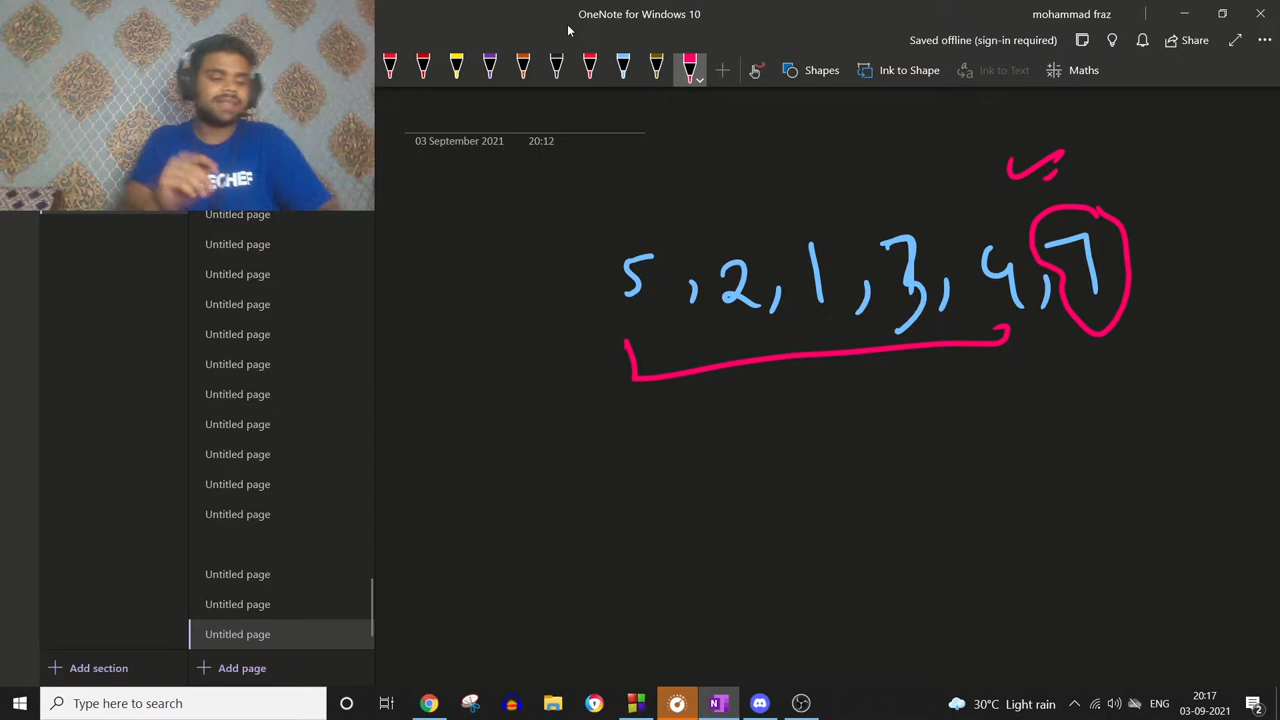 OneNote for Windows 10
mohammad fraz
Saved offline (sign-in required)
Share
Shapes
Ink to Shape
Ink to Text
Maths
03 September 2021 20:12
5 , 2 , 1 , 3 , 4 , 7
ECHEF
Untitled page
Untitled page
Untitled page
Untitled page
Untitled page
Untitled page
Untitled page
Untitled page
Untitled page
Untitled page
Untitled page
Untitled page
Untitled page
Untitled page
Add section
Add page
Type here to search
30°C Light rain
ENG
20:17
03-09-2021
2